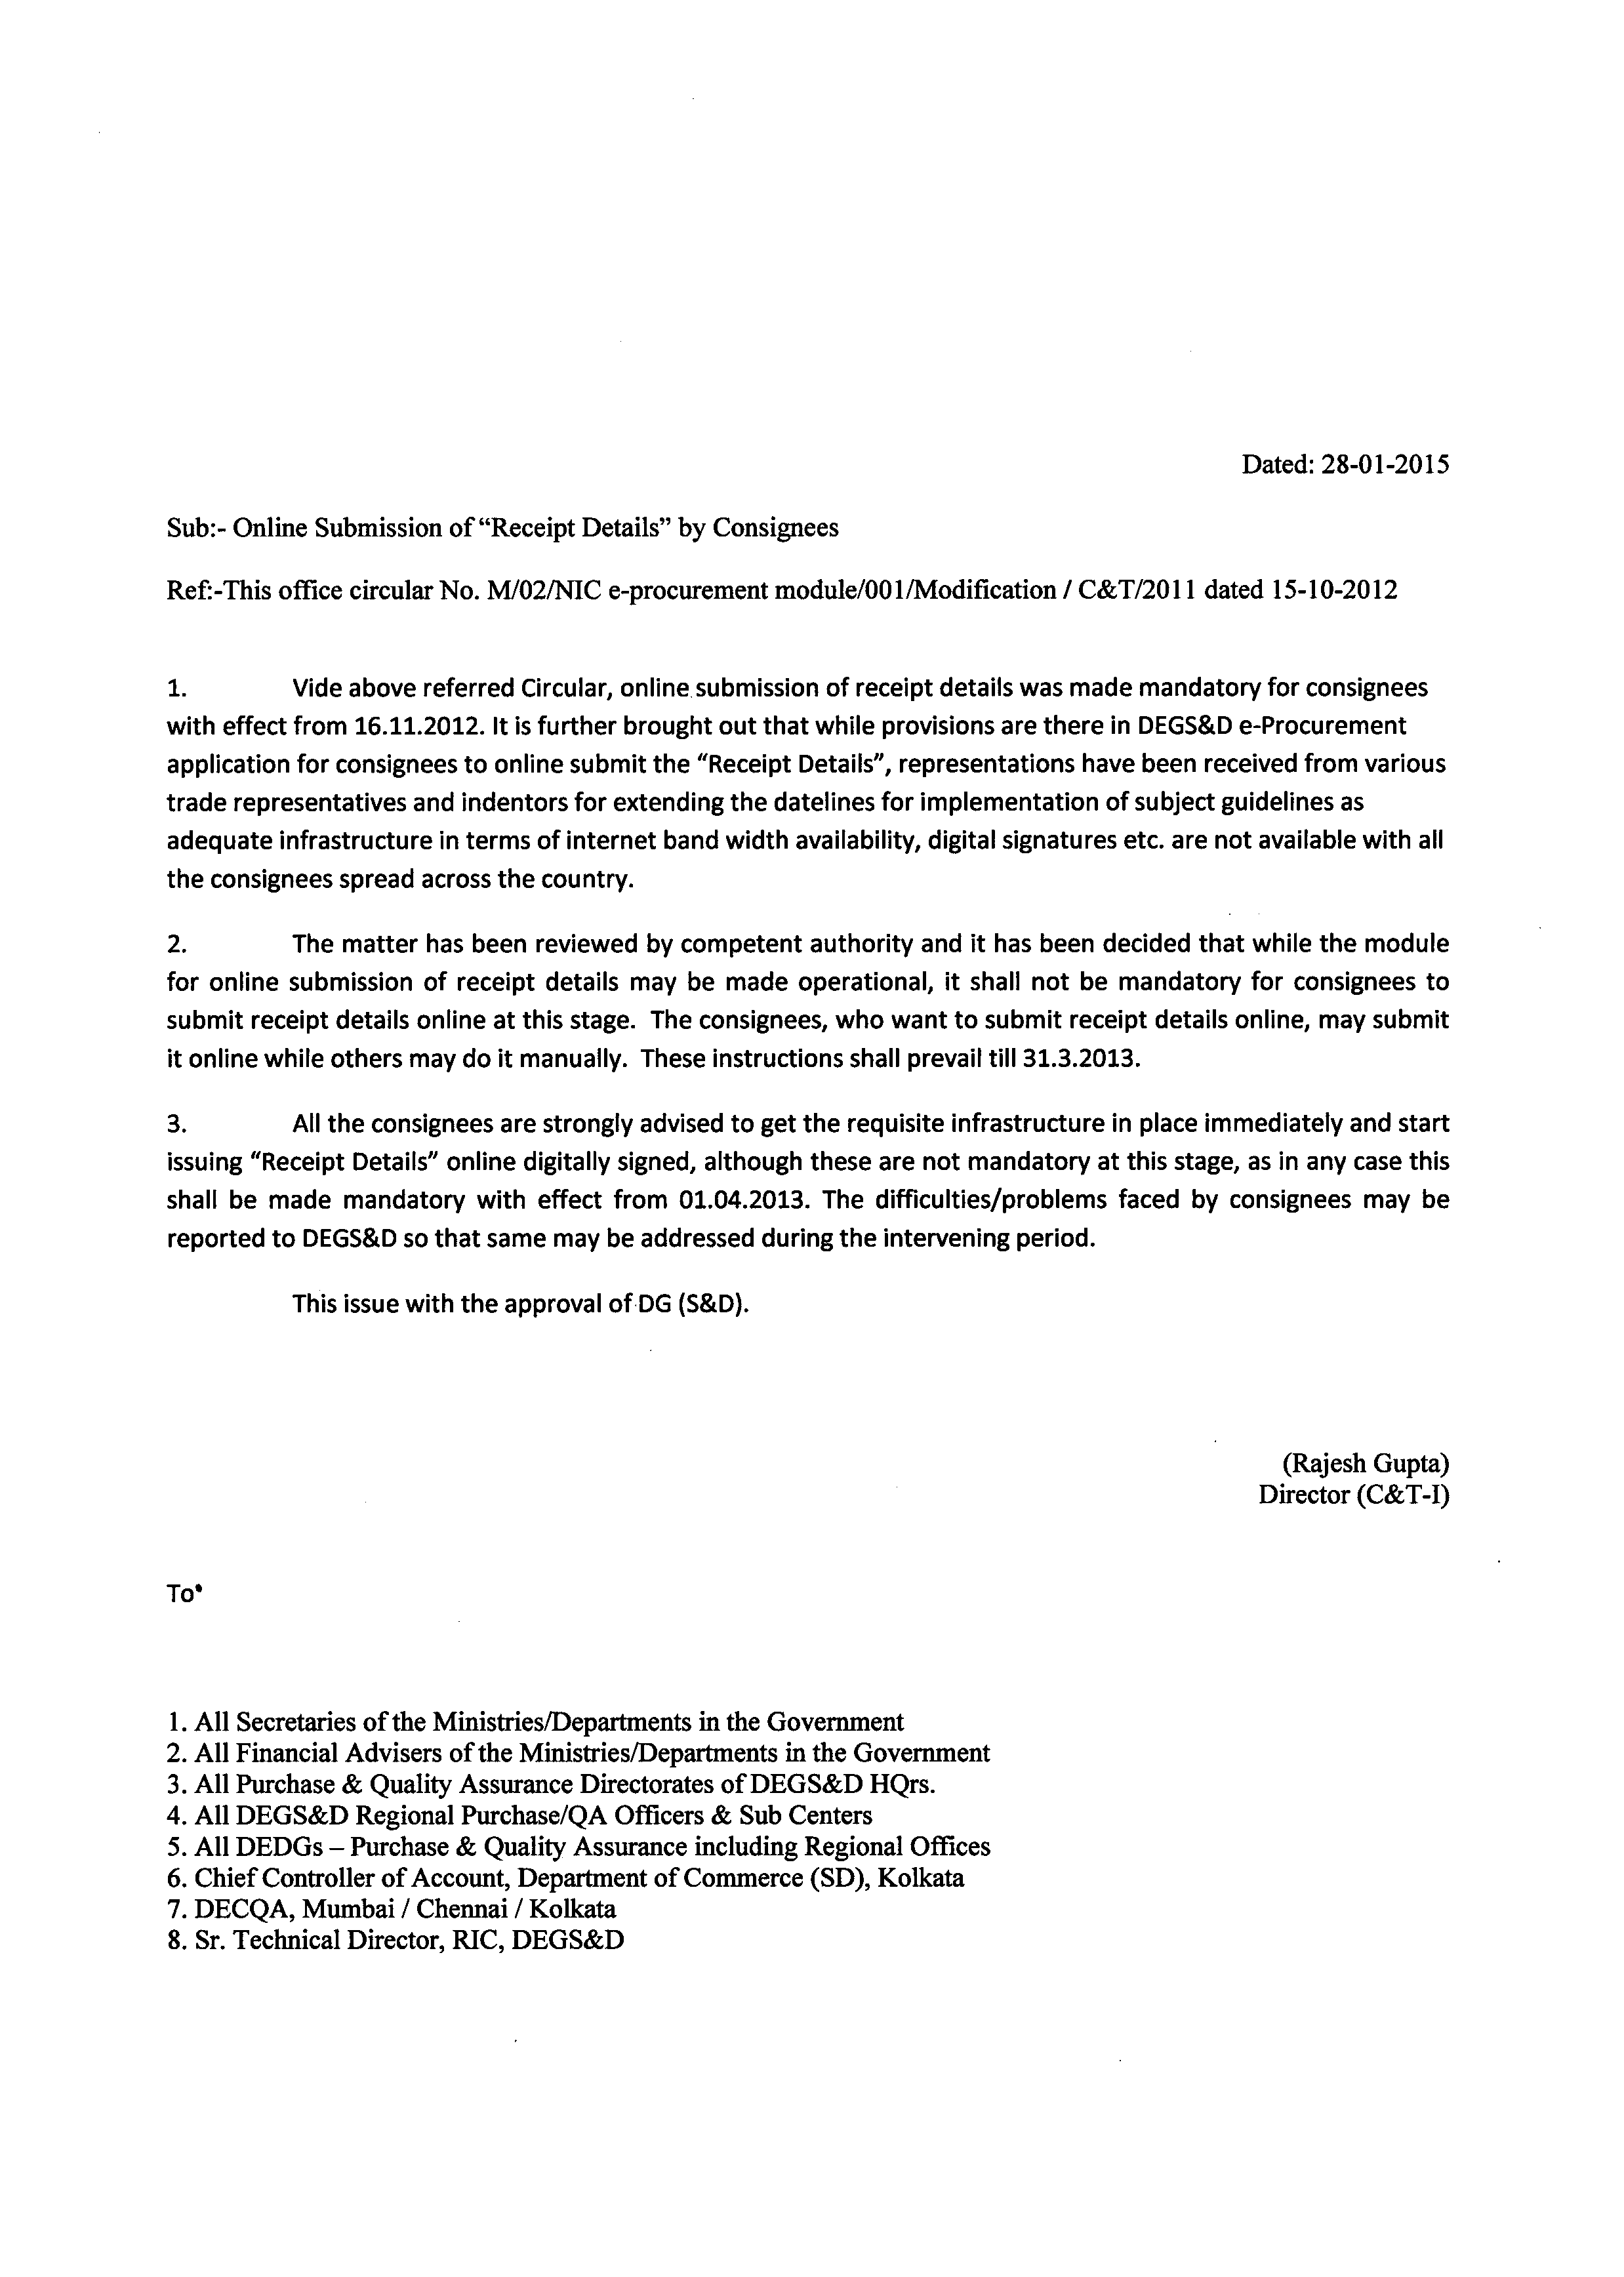 Dated: 28-01-2015
Sub:- Online Submission of “Receipt Details” by Consignees
Ref:-This office circular No. M/02/NIC e-procurement module/001/Modification / C&T/2011 dated 15-10-2012
1. Vide above referred Circular, online submission of receipt details was made mandatory for consignees
with effect from 16.11.2012. It is further brought out that while provisions are there in DEGS&D e-Procurement
application for consignees to online submit the “Receipt Details”, representations have been received from various
trade representatives and indentors for extending the datelines for implementation of subject guidelines as
adequate infrastructure in terms of internet band width availability, digital signatures etc. are not available with all
the consignees spread across the country.
2. The matter has been reviewed by competent authority and it has been decided that while the module
for online submission of receipt details may be made operational, it shall not be mandatory for consignees to
submit receipt details online at this stage. The consignees, who want to submit receipt details online, may submit
it online while others may do it manually. These instructions shall prevail till 31.3.2013.
3. All the consignees are strongly advised to get the requisite infrastructure in place immediately and start
issuing “Receipt Details” online digitally signed, although these are not mandatory at this stage, as in any case this
shall be made mandatory with effect from 01.04.2013. The difficulties/problems faced by consignees may be
reported to DEGS&D so that same may be addressed during the intervening period.
This issue with the approval of DG (S&D).
(Rajesh Gupta)
Director (C&T-I)
To
1. All Secretaries of the Ministries/Departments in the Government
2. All Financial Advisers of the Ministries/Departments in the Government
3. All Purchase & Quality Assurance Directorates of DEGS&D HQrs.
4. All DEGS&D Regional Purchase/QA Officers & Sub Centers
5. All DEDGs – Purchase & Quality Assurance including Regional Offices
6. Chief Controller of Account, Department of Commerce (SD), Kolkata
7. DECQA, Mumbai / Chennai / Kolkata
8. Sr. Technical Director, RIC, DEGS&D